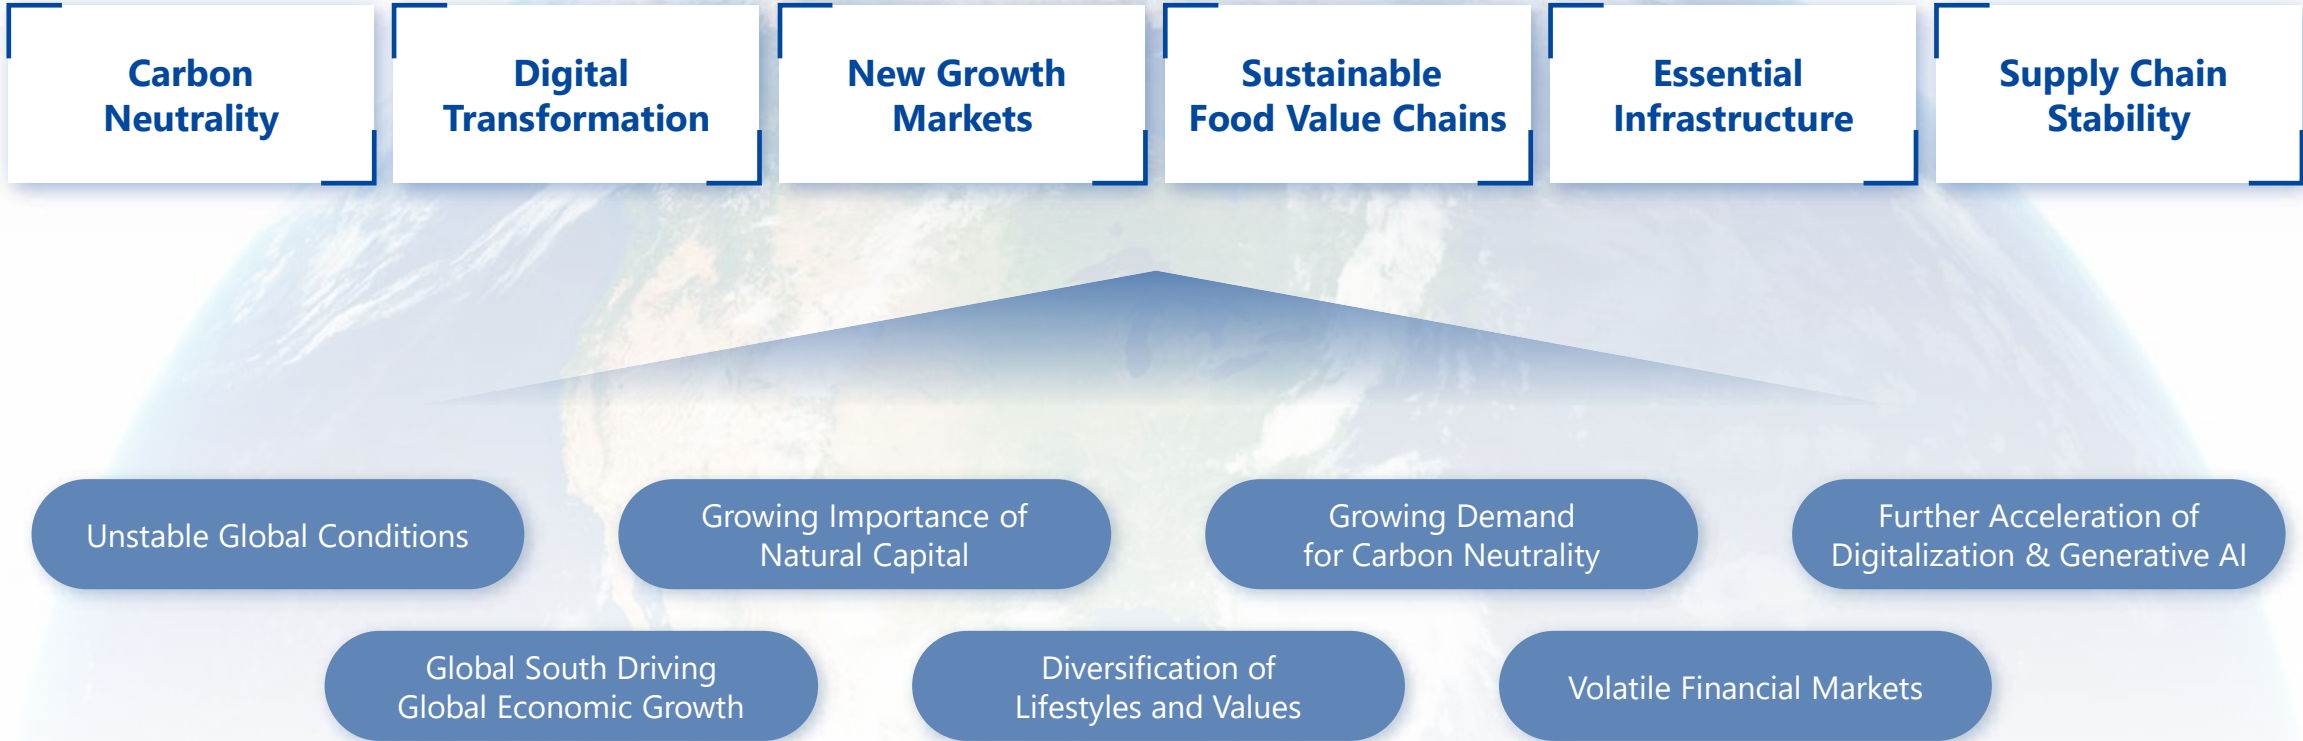 Carbon
Neutrality
Digital
Transformation
New Growth
Markets
Sustainable
Food Value Chains
Essential
Infrastructure
Supply Chain
Stability
Unstable Global Conditions
Growing Importance of
Natural Capital
Growing Demand
for Carbon Neutrality
Further Acceleration of
Digitalization & Generative AI
Global South Driving
Global Economic Growth
Diversification of
Lifestyles and Values
Volatile Financial Markets